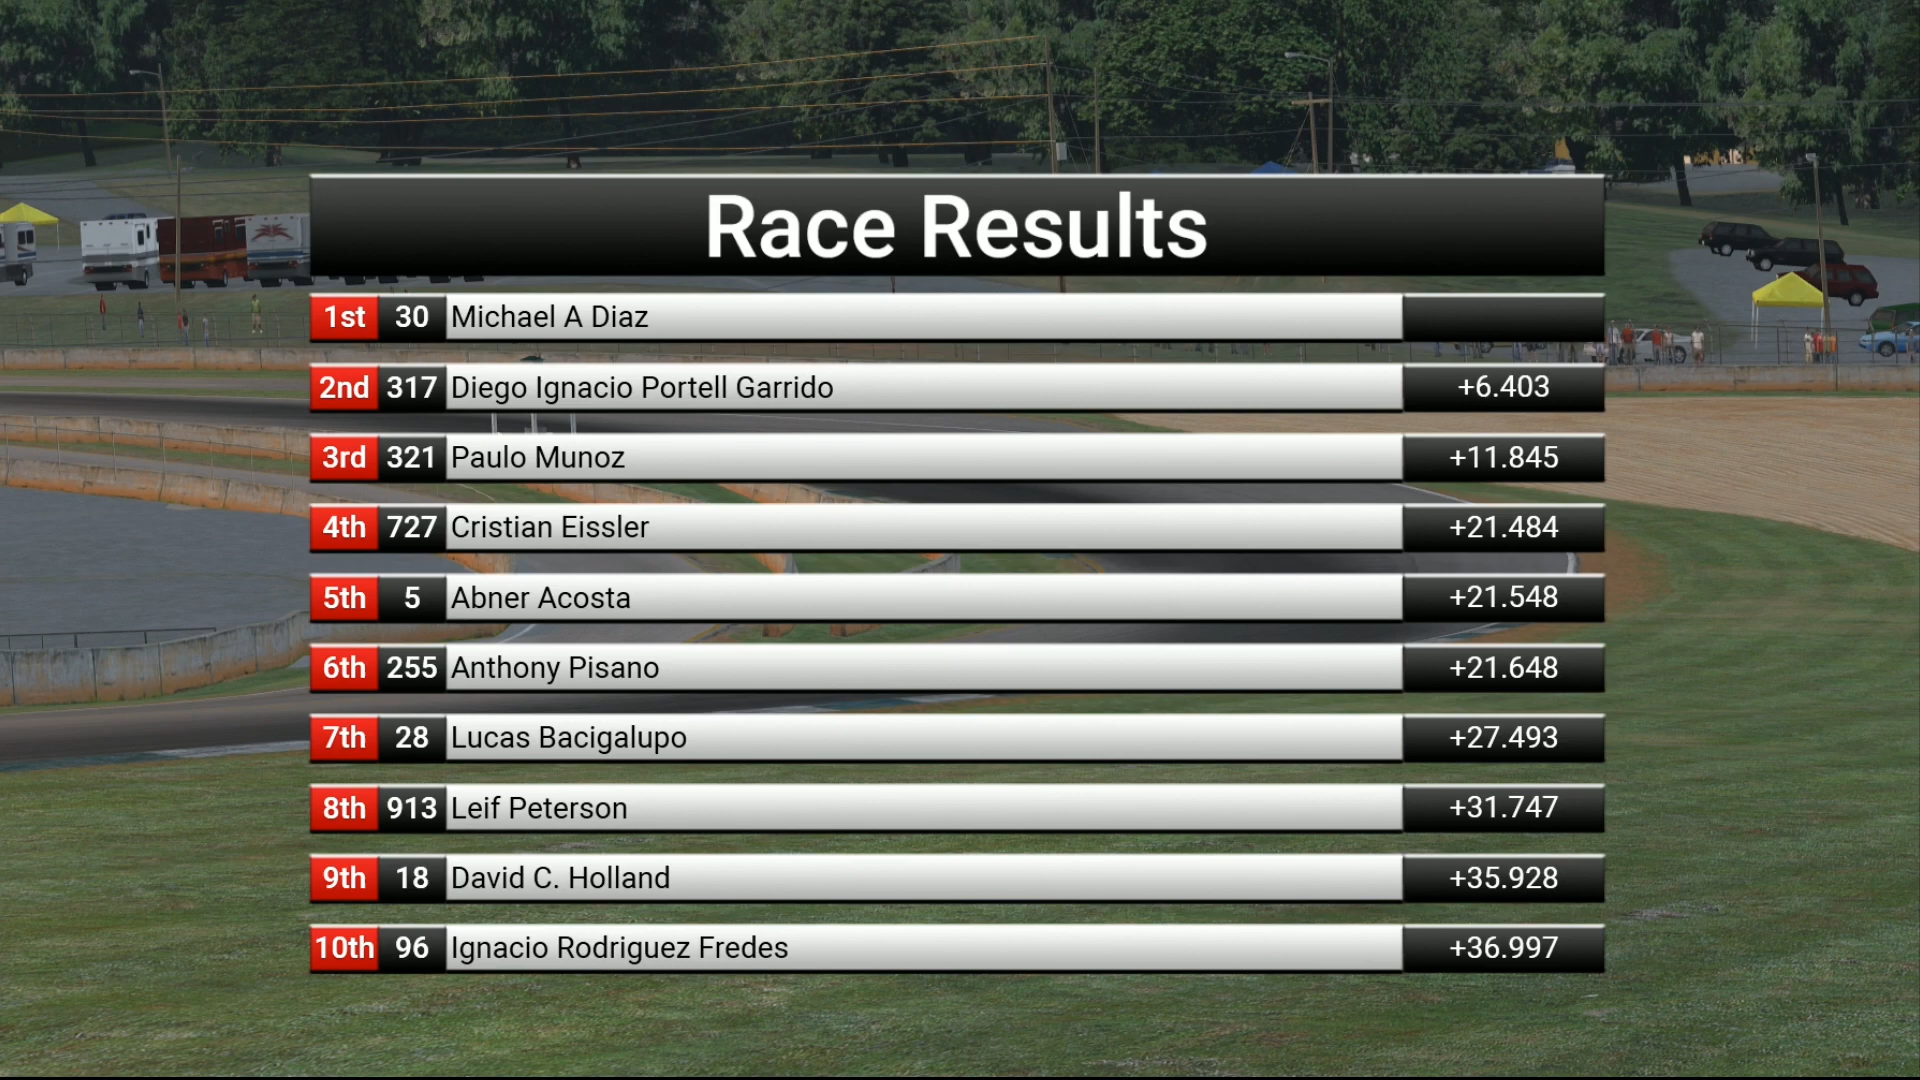 Race Results
1st 30 Michael A Diaz
2nd 317 Diego Ignacio Portell Garrido +6.403
3rd 321 Paulo Munoz +11.845
4th 727 Cristian Eissler +21.484
5th 5 Abner Acosta +21.548
6th 255 Anthony Pisano +21.648
7th 28 Lucas Bacigalupo +27.493
8th 913 Leif Peterson +31.747
9th 18 David C. Holland +35.928
10th 96 Ignacio Rodriguez Fredes +36.997